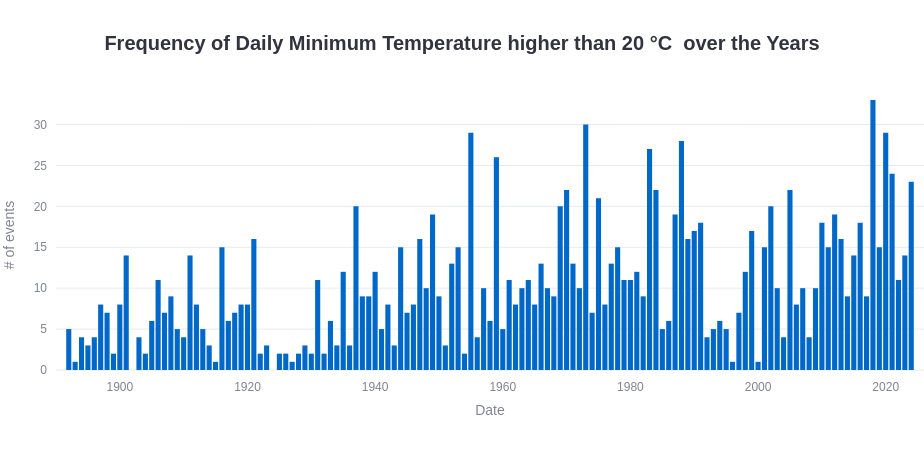 Frequency of Daily Minimum Temperature higher than 20 °C  over the Years
# of events
30
25
20
15
10
5
0
1900 1920 1940 1960 1980 2000 2020
Date